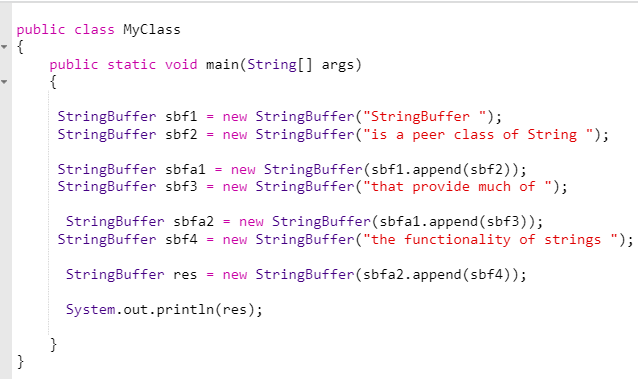 public class MyClass
{
public static void main(String[] args)
{
StringBuffer sbf1 = new StringBuffer("StringBuffer ");
StringBuffer sbf2 = new StringBuffer("is a peer class of String ");
StringBuffer sbfa1 = new StringBuffer(sbf1.append(sbf2));
StringBuffer sbf3 = new StringBuffer("that provide much of ");
StringBuffer sbfa2 = new StringBuffer(sbfa1.append(sbf3));
StringBuffer sbf4 = new StringBuffer("the functionality of strings ");
StringBuffer res = new StringBuffer(sbfa2.append(sbf4));
System.out.println(res);
}
}